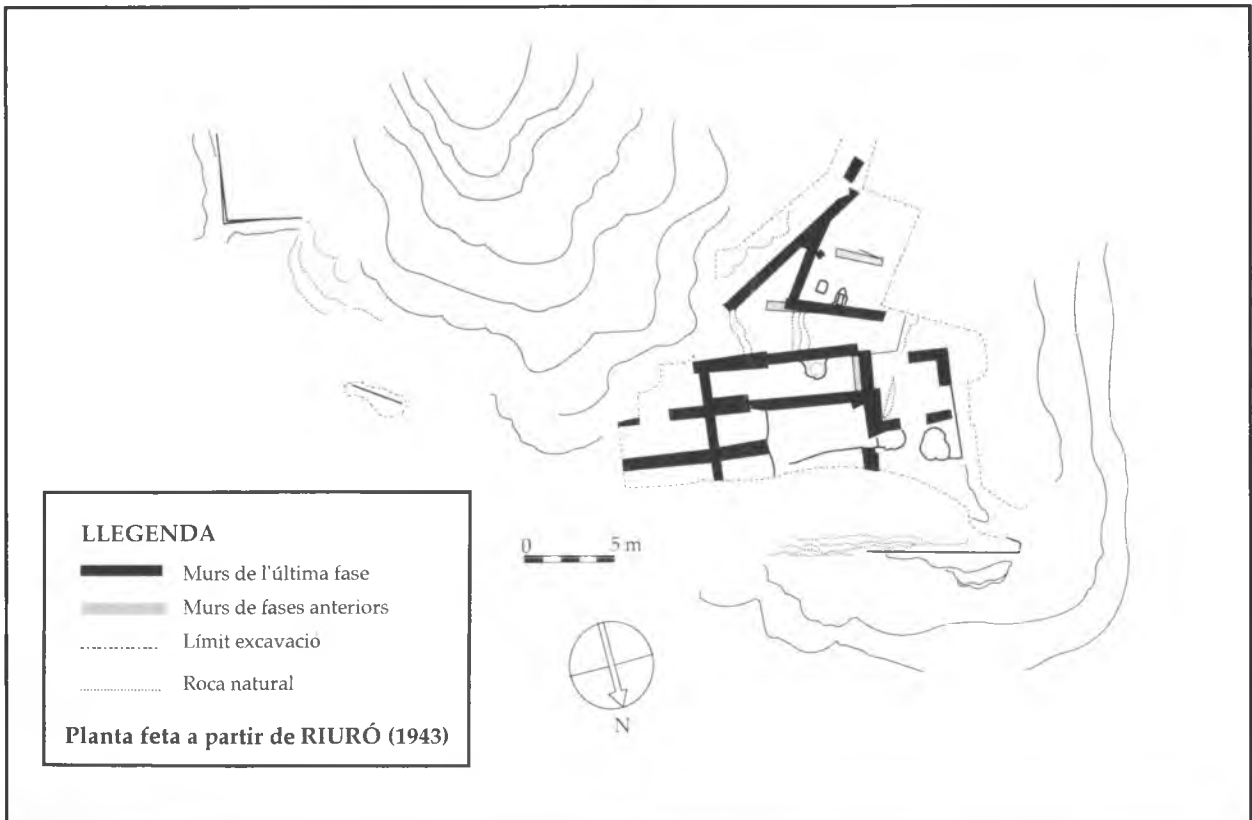 LLEGENDA
Murs de l'última fase
Murs de fases anteriors
Límit excavació
Roca natural
Planta feta a partir de RIURÓ (1943)
0 5 m
N